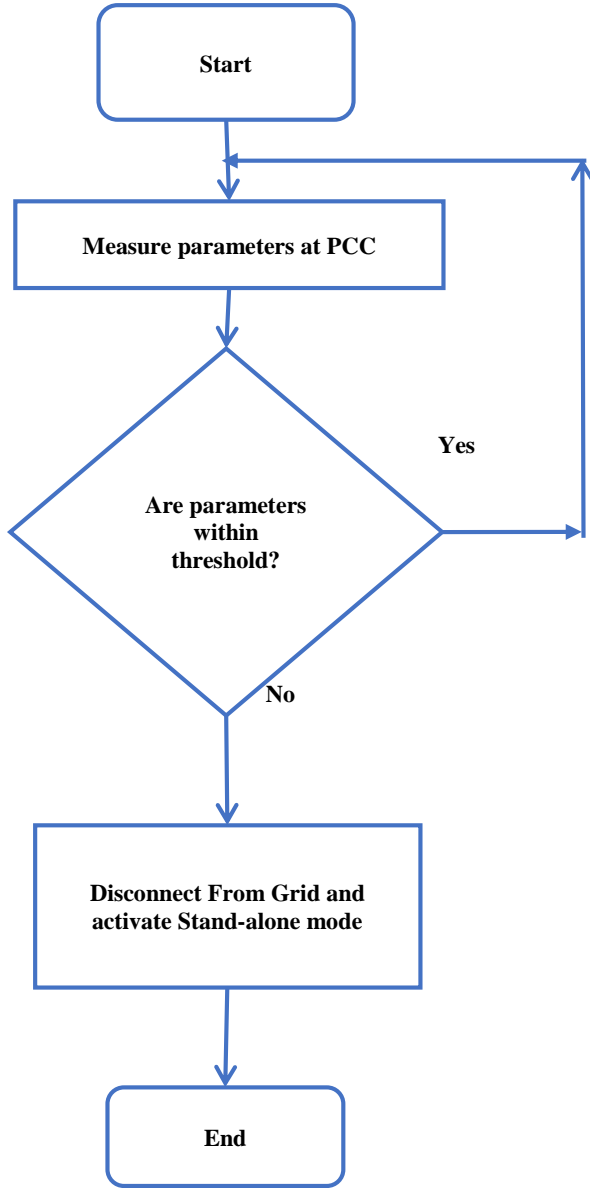 Start
Measure parameters at PCC
Yes
Are parameters
within
threshold?
No
Disconnect From Grid and
activate Stand-alone mode
End